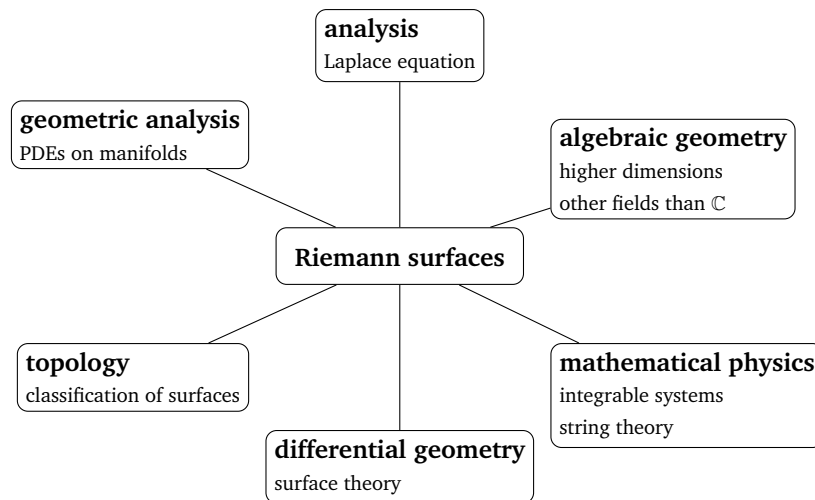 analysis
Laplace equation
geometric analysis
PDEs on manifolds
algebraic geometry
higher dimensions
other fields than ℂ
Riemann surfaces
topology
classification of surfaces
mathematical physics
integrable systems
string theory
differential geometry
surface theory